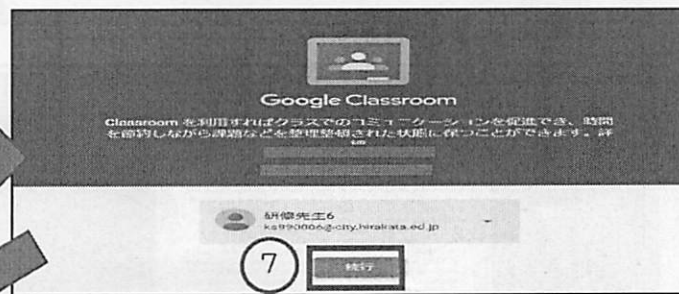 Google Classroom
Classroom を利用すればクラスでのコミュニケーションを促進でき、時間
を節約しながら課題などを整理整頓された状態に保つことができます。詳
細
研修先生6
ks990006@city.hirakata.ed.jp
7
続行